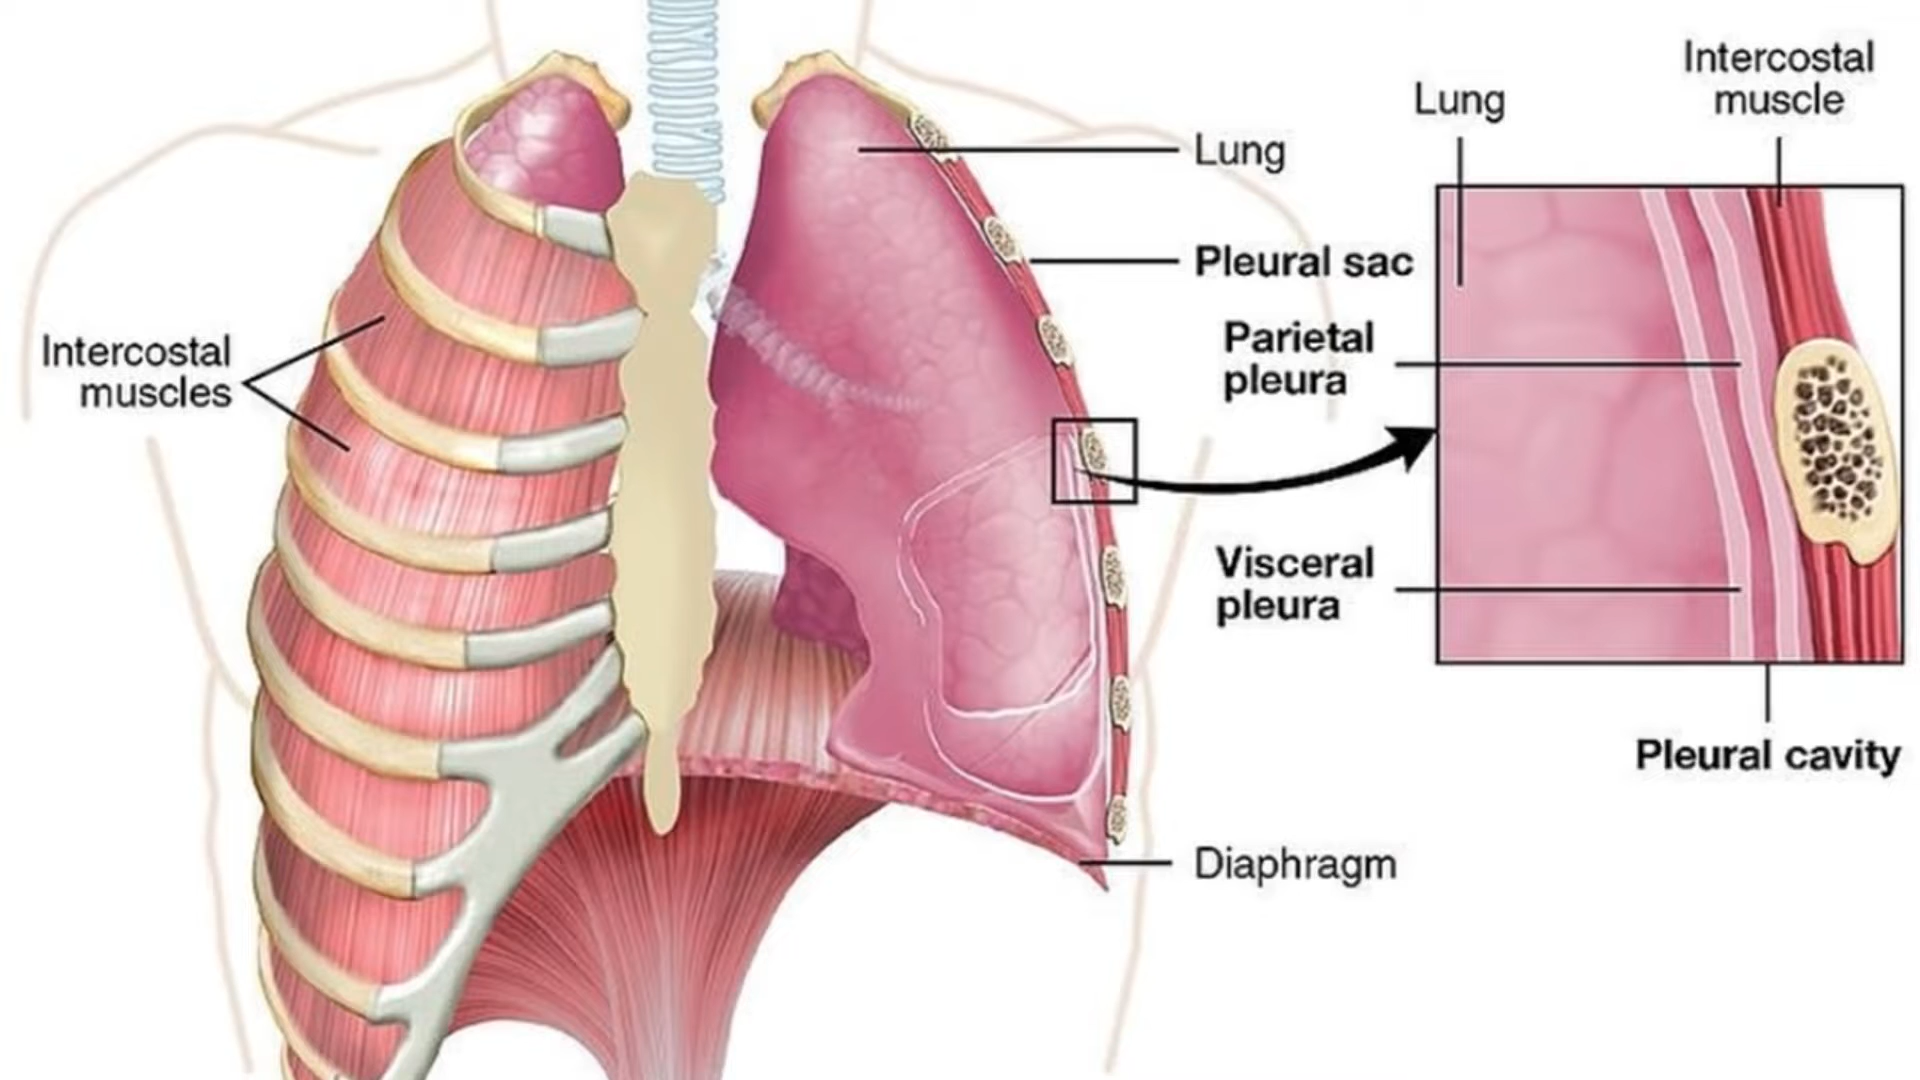 Intercostal
muscle
Lung
Lung
Pleural sac
Parietal
pleura
Intercostal
muscles
Visceral
pleura
Pleural cavity
Diaphragm